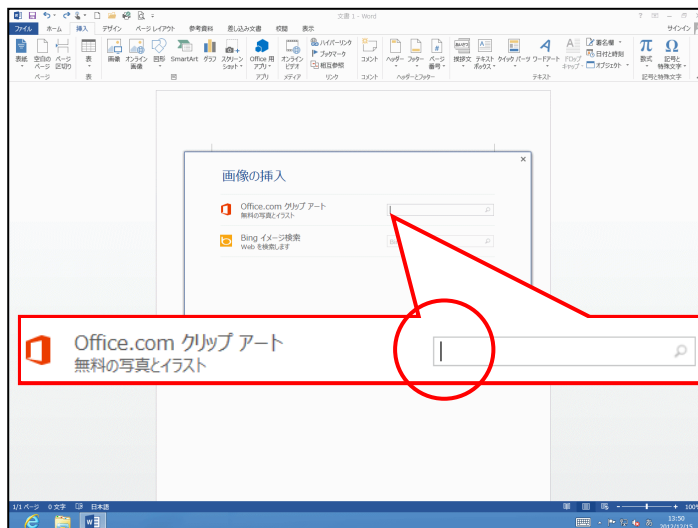 文書 1 - Word
サインイン
ファイル ホーム 挿入 デザイン ページ レイアウト 参考資料 差し込み文書 校閲 表示
表紙 空白の ページ ページ 区切り
表
画像 オンライン 画像 図形 SmartArt グラフ スクリーン ショット
Office 用 アプリ
オンライン ビデオ
ハイパーリンク
ブックマーク
相互参照
コメント
ヘッダー フッター ページ 番号
挨拶文 テキスト ボックス クイック パーツ ワードアート ドロップ キャップ
署名欄
日付と時刻
オブジェクト
数式 記号と 特殊文字
ページ 表 図 アプリ メディア リンク コメント ヘッダーとフッター テキスト 記号と特殊文字
画像の挿入
Office.com クリップ アート
無料の写真とイラスト
Bing イメージ検索
Web を検索します
Office.com クリップ アート
無料の写真とイラスト
1/1 ページ 0 文字 日本語
100%
13:50
2012/12/15